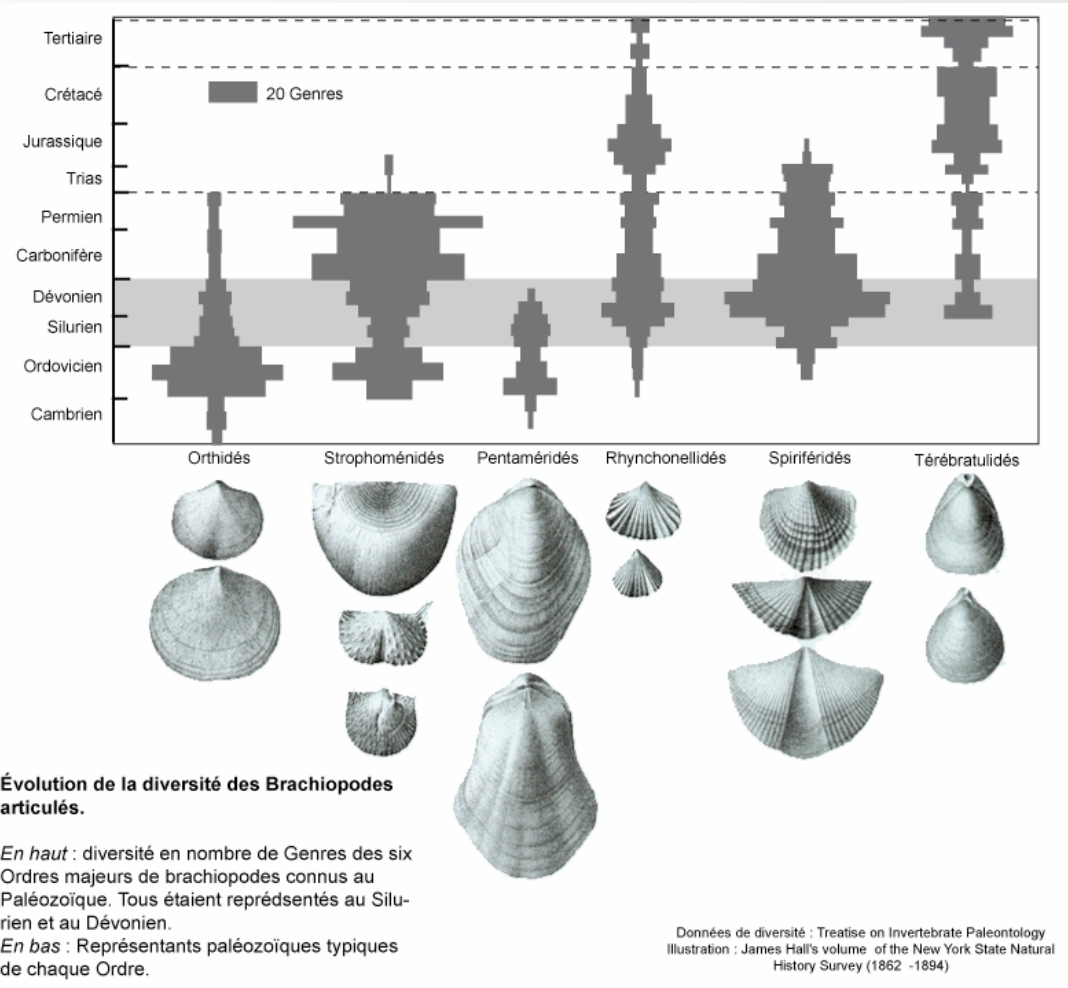 Tertiaire
Crétacé
20 Genres
Jurassique
Trias
Permien
Carbonifère
Dévonien
Silurien
Ordovicien
Cambrien
Orthidés Strophoménidés Pentaméridés Rhynchonellidés Spiriféridés Térébratulidés
Évolution de la diversité des Brachiopodes
articulés.
En haut : diversité en nombre de Genres des six
Ordres majeurs de brachiopodes connus au
Paléozoïque. Tous étaient reprédsentés au Silu-
rien et au Dévonien.
En bas : Représentants paléozoïques typiques
de chaque Ordre.
Données de diversité : Treatise on Invertebrate Paleontology
Illustration : James Hall's volume of the New York State Natural
History Survey (1862 -1894)